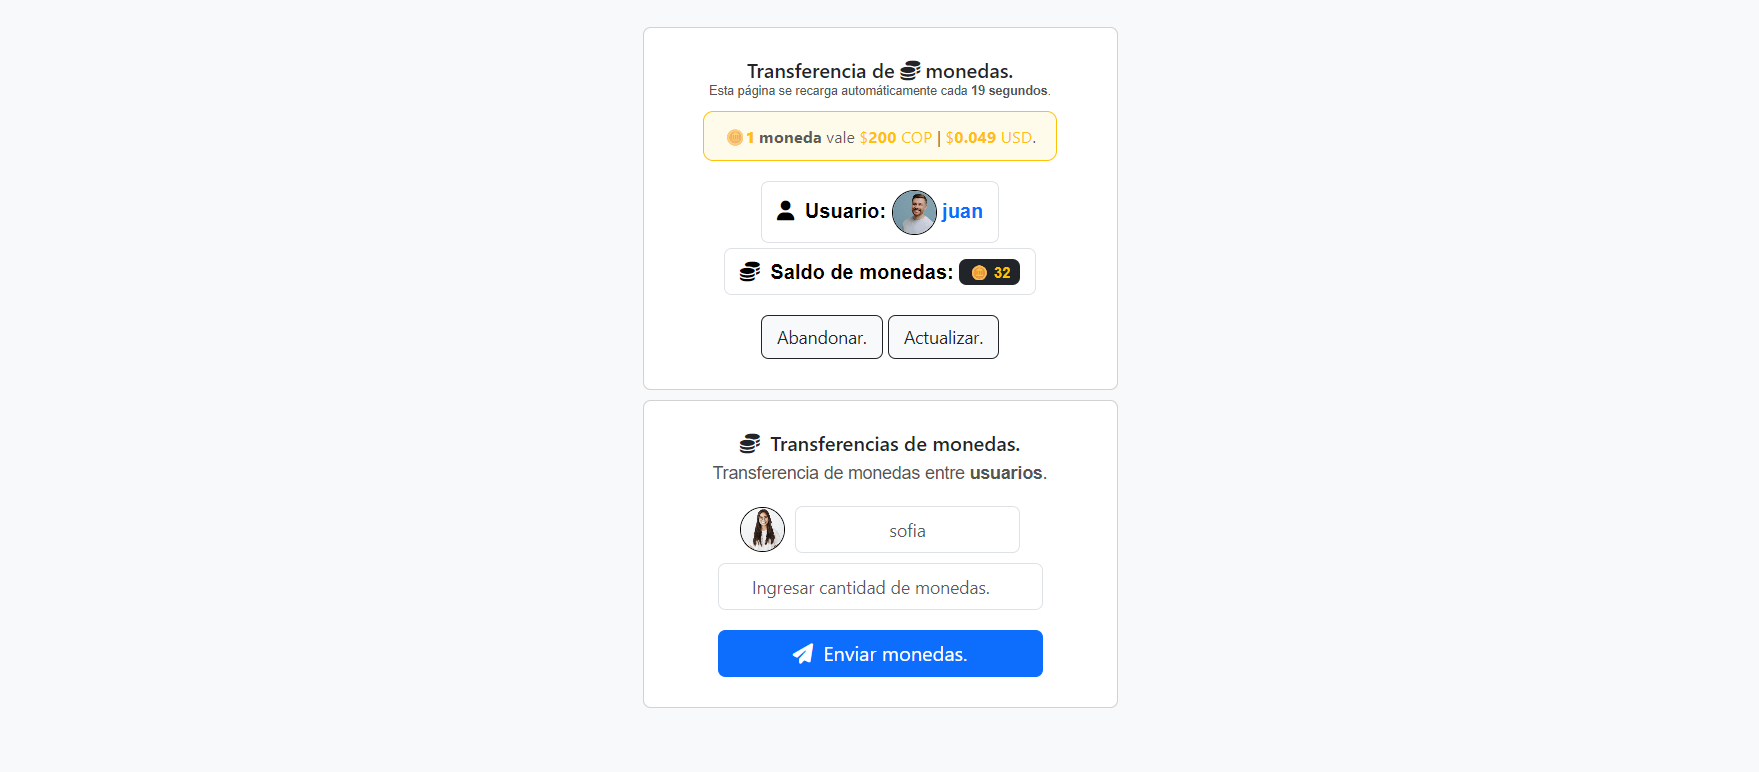 Transferencia de monedas.
Esta página se recarga automáticamente cada 19 segundos.
1 moneda vale $200 COP | $0.049 USD.
Usuario: juan
Saldo de monedas: 32
Abandonar. Actualizar.
Transferencias de monedas.
Transferencia de monedas entre usuarios.
sofia
Ingresar cantidad de monedas.
Enviar monedas.